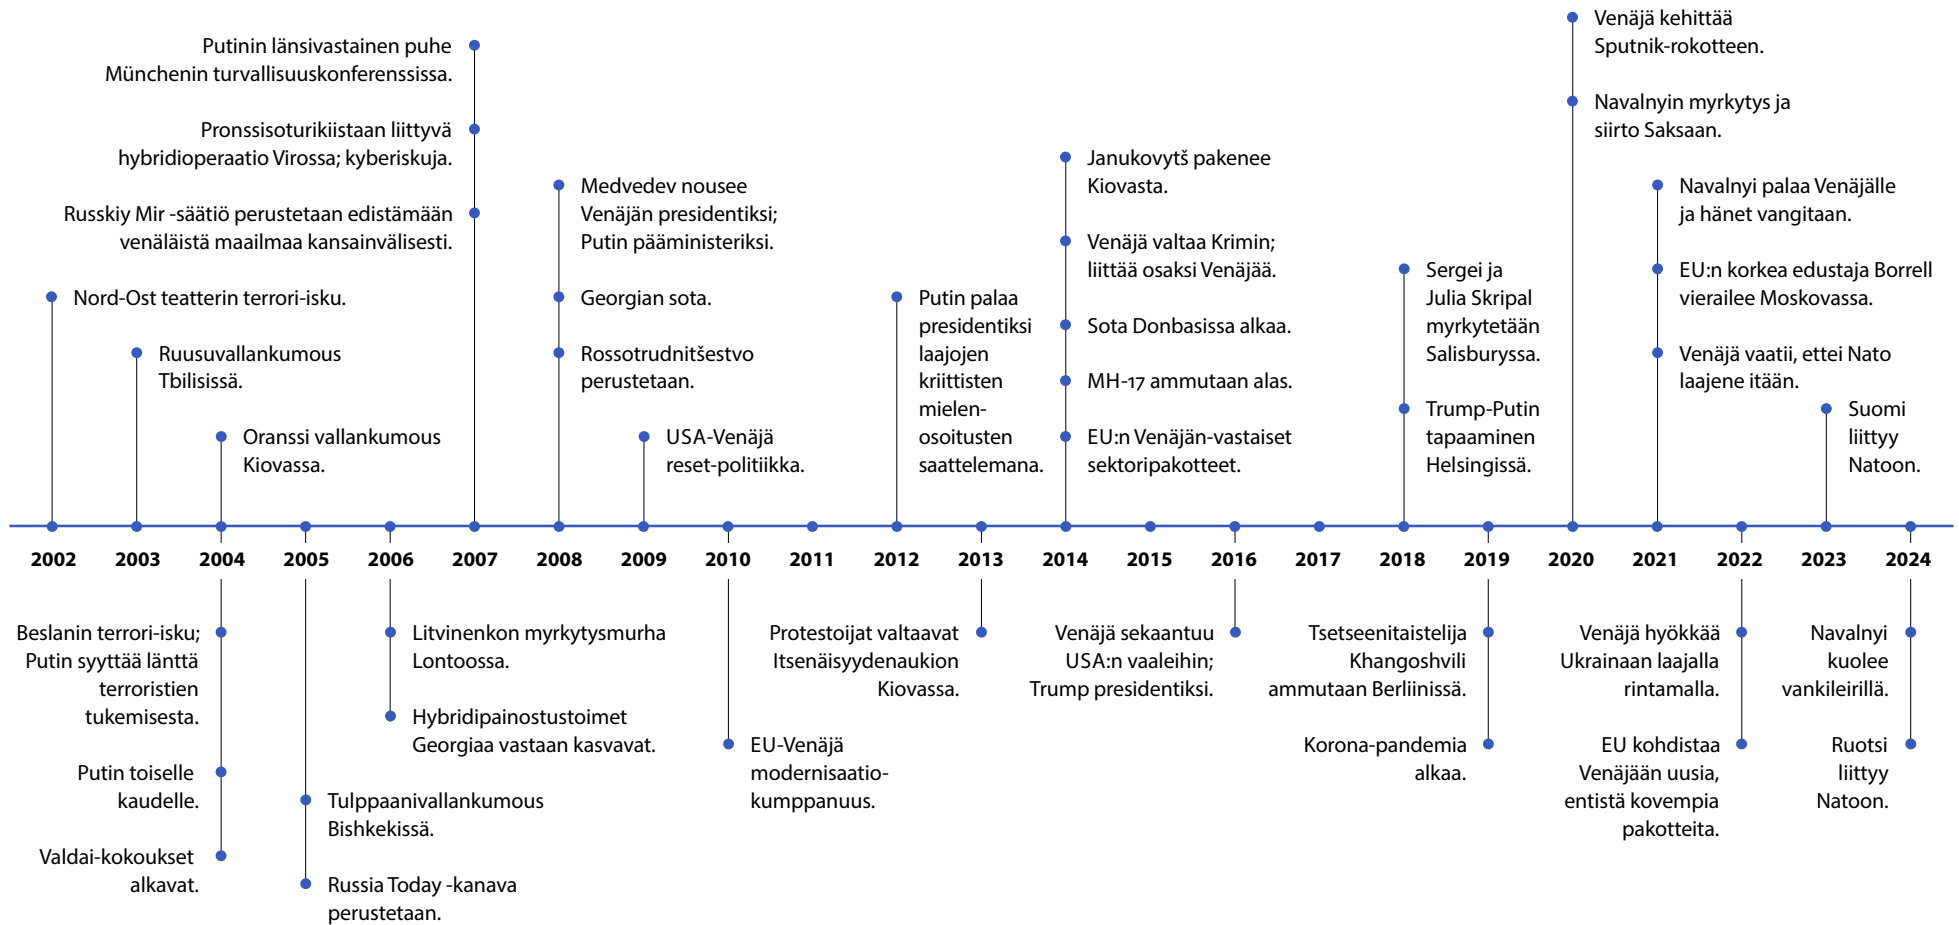 Putinin länsivastainen puhe
Münchenin turvallisuuskonferenssissa.
Pronssisoturikiistaan liittyvä
hybridioperaatio Virossa; kyberiskuja.
Russkiy Mir -säätiö perustetaan edistämään
venäläistä maailmaa kansainvälisesti.
Nord-Ost teatterin terrori-isku.
Ruusuvallankumous
Tbilisissä.
Oranssi vallankumous
Kiovassa.
Medvedev nousee
Venäjän presidentiksi;
Putin pääministeriksi.
Georgian sota.
Rossotrudnitšestvo
perustetaan.
USA-Venäjä
reset-politiikka.
Putin palaa
presidentiksi
laajojen
kriittisten
mielen-
osoitusten
saattelemana.
Janukovytš pakenee
Kiovasta.
Venäjä valtaa Krimin;
liittää osaksi Venäjää.
Sota Donbasissa alkaa.
MH-17 ammutaan alas.
EU:n Venäjän-vastaiset
sektoripakotteet.
Sergei ja
Julia Skripal
myrkytetään
Salisburyssa.
Trump-Putin
tapaaminen
Helsingissä.
Venäjä kehittää
Sputnik-rokotteen.
Navalnyin myrkytys ja
siirto Saksaan.
Navalnyi palaa Venäjälle
ja hänet vangitaan.
EU:n korkea edustaja Borrell
vierailee Moskovassa.
Venäjä vaatii, ettei Nato
laajene itään.
Suomi
liittyy
Natoon.
2002 2003 2004 2005 2006 2007 2008 2009 2010 2011 2012 2013 2014 2015 2016 2017 2018 2019 2020 2021 2022 2023 2024
Beslanin terrori-isku;
Putin syyttää länttä
terroristien
tukemisesta.
Putin toiselle
kaudelle.
Valdai-kokoukset
alkavat.
Tulppaanivallankumous
Bishkekissä.
Russia Today -kanava
perustetaan.
Litvinenkon myrkytysmurha
Lontoossa.
Hybridipainostustoimet
Georgiaa vastaan kasvavat.
EU-Venäjä
modernisaatio-
kumppanuus.
Protestoijat valtaavat
Itsenäisyydenaukion
Kiovassa.
Venäjä sekaantuu
USA:n vaaleihin;
Trump presidentiksi.
Tsetseenitaistelija
Khangoshvili
ammutaan Berliinissä.
Korona-pandemia
alkaa.
Venäjä hyökkää
Ukrainaan laajalla
rintamalla.
EU kohdistaa
Venäjään uusia,
entistä kovempia
pakotteita.
Navalnyi
kuolee
vankileirillä.
Ruotsi
liittyy
Natoon.